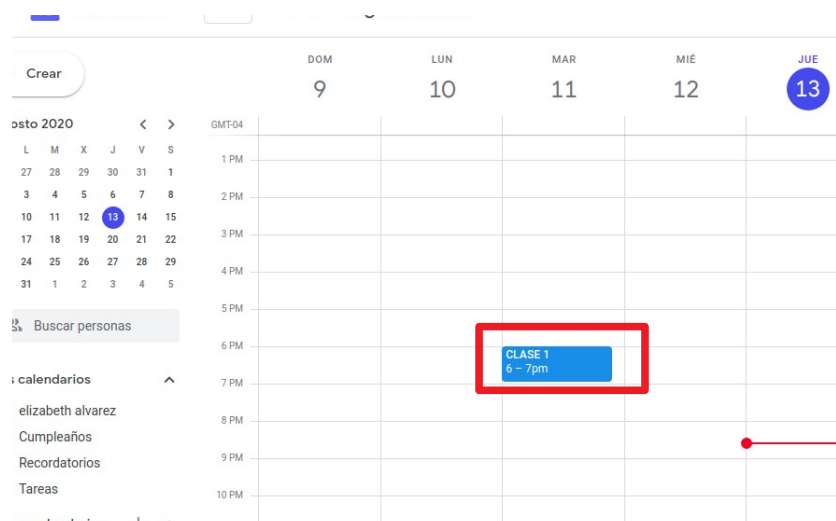 DOM LUN MAR MIÉ JUE
9 10 11 12 13
Crear
osto 2020
GMT-04
L M X J V S
27 28 29 30 31 1
3 4 5 6 7 8
10 11 12 13 14 15
17 18 19 20 21 22
24 25 26 27 28 29
31 1 2 3 4 5
Buscar personas
s calendarios
elizabeth alvarez
Cumpleaños
Recordatorios
Tareas
1 PM
2 PM
3 PM
4 PM
5 PM
6 PM
CLASE 1
6 – 7pm
7 PM
8 PM
9 PM
10 PM